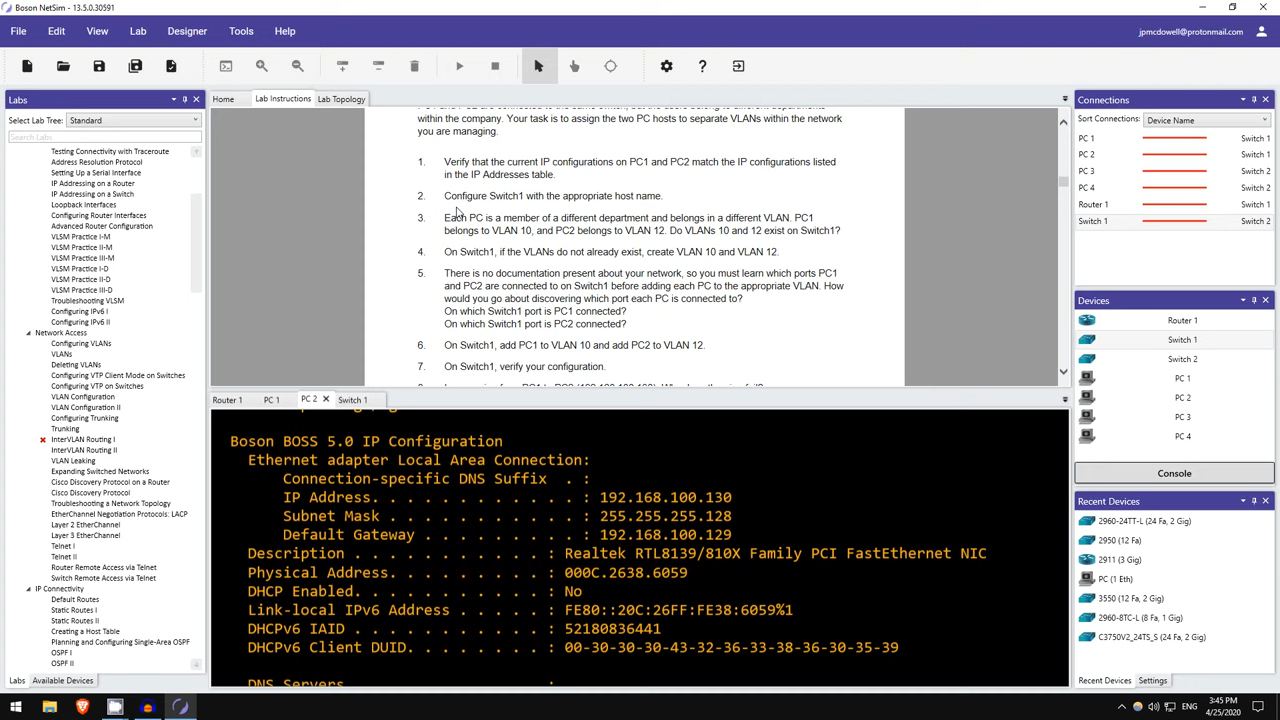 Boson NetSim - 13.5.0.30591
File Edit View Lab Designer Tools Help
jpmcdowell@protonmail.com
Labs
Select Lab Tree: Standard
Search Labs
Testing Connectivity with Traceroute
Address Resolution Protocol
Setting Up a Serial Interface
IP Addressing on a Router
IP Addressing on a Switch
Loopback Interfaces
Configuring Router Interfaces
Advanced Router Configuration
VLSM Practice I-M
VLSM Practice II-M
VLSM Practice III-M
VLSM Practice I-D
VLSM Practice II-D
VLSM Practice III-D
Troubleshooting VLSM
Configuring IPv6 I
Configuring IPv6 II
Network Access
Configuring VLANs
VLANs
Deleting VLANs
Configuring VTP Client Mode on Switches
Configuring VTP on Switches
VLAN Configuration
VLAN Configuration II
Configuring Trunking
Trunking
InterVLAN Routing I
InterVLAN Routing II
VLAN Leaking
Expanding Switched Networks
Cisco Discovery Protocol on a Router
Cisco Discovery Protocol
Troubleshooting a Network Topology
EtherChannel Negotiation Protocols: LACP
Layer 2 EtherChannel
Layer 3 EtherChannel
Telnet I
Telnet II
Router Remote Access via Telnet
Switch Remote Access via Telnet
IP Connectivity
Default Routes
Static Routes I
Static Routes II
Creating a Host Table
Planning and Configuring Single-Area OSPF
OSPF I
OSPF II
Labs Available Devices
Home Lab Instructions Lab Topology
within the company. Your task is to assign the two PC hosts to separate VLANs within the network
you are managing.
1. Verify that the current IP configurations on PC1 and PC2 match the IP configurations listed
in the IP Addresses table.
2. Configure Switch1 with the appropriate host name.
3. Each PC is a member of a different department and belongs in a different VLAN. PC1
belongs to VLAN 10, and PC2 belongs to VLAN 12. Do VLANs 10 and 12 exist on Switch1?
4. On Switch1, if the VLANs do not already exist, create VLAN 10 and VLAN 12.
5. There is no documentation present about your network, so you must learn which ports PC1
and PC2 are connected to on Switch1 before adding each PC to the appropriate VLAN. How
would you go about discovering which port each PC is connected to?
On which Switch1 port is PC1 connected?
On which Switch1 port is PC2 connected?
6. On Switch1, add PC1 to VLAN 10 and add PC2 to VLAN 12.
7. On Switch1, verify your configuration.
Router 1 PC 1 PC 2 Switch 1
Boson BOSS 5.0 IP Configuration
Ethernet adapter Local Area Connection:
Connection-specific DNS Suffix . :
IP Address. . . . . . . . . . . . : 192.168.100.130
Subnet Mask . . . . . . . . . . . : 255.255.255.128
Default Gateway . . . . . . . . . : 192.168.100.129
Description . . . . . . . . . . . : Realtek RTL8139/810X Family PCI FastEthernet NIC
Physical Address. . . . . . . . . : 000C.2638.6059
DHCP Enabled. . . . . . . . . . . : No
Link-local IPv6 Address . . . . . : FE80::20C:26FF:FE38:6059%1
DHCPv6 IAID . . . . . . . . . . . : 52180836441
DHCPv6 Client DUID. . . . . . . . : 00-30-30-30-43-32-36-33-38-36-30-35-39
DNS Servers
Connections
Sort Connections: Device Name
PC 1 Switch 1
PC 2 Switch 1
PC 3 Switch 2
PC 4 Switch 2
Router 1 Switch 1
Switch 1 Switch 2
Devices
Router 1
Switch 1
Switch 2
PC 1
PC 2
PC 3
PC 4
Console
Recent Devices
2960-24TT-L (24 Fa, 2 Gig)
2950 (12 Fa)
2911 (3 Gig)
PC (1 Eth)
3550 (12 Fa, 2 Gig)
2960-8TC-L (8 Fa, 1 Gig)
C3750V2_24TS_S (24 Fa, 2 Gig)
Recent Devices Settings
ENG
3:45 PM
4/25/2020